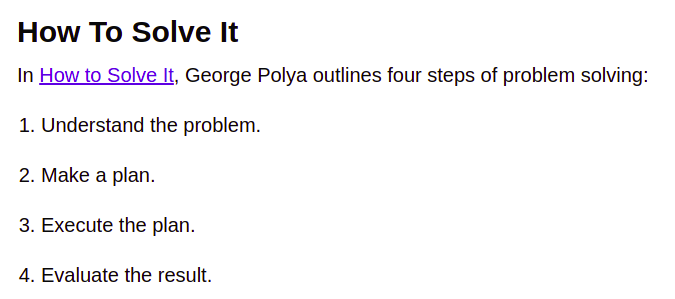 How To Solve It
In How to Solve It, George Polya outlines four steps of problem solving:
1. Understand the problem.
2. Make a plan.
3. Execute the plan.
4. Evaluate the result.